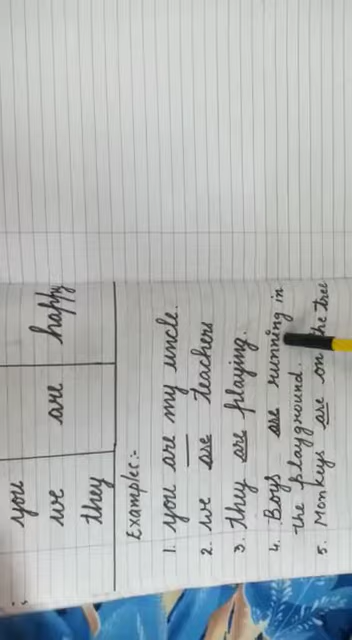 you
we are happy
they
Examples:-
1. you are my uncle.
2. we are teachers
3. they are playing.
4. Boys are running in
the playground.
5. Monkeys are on the tree